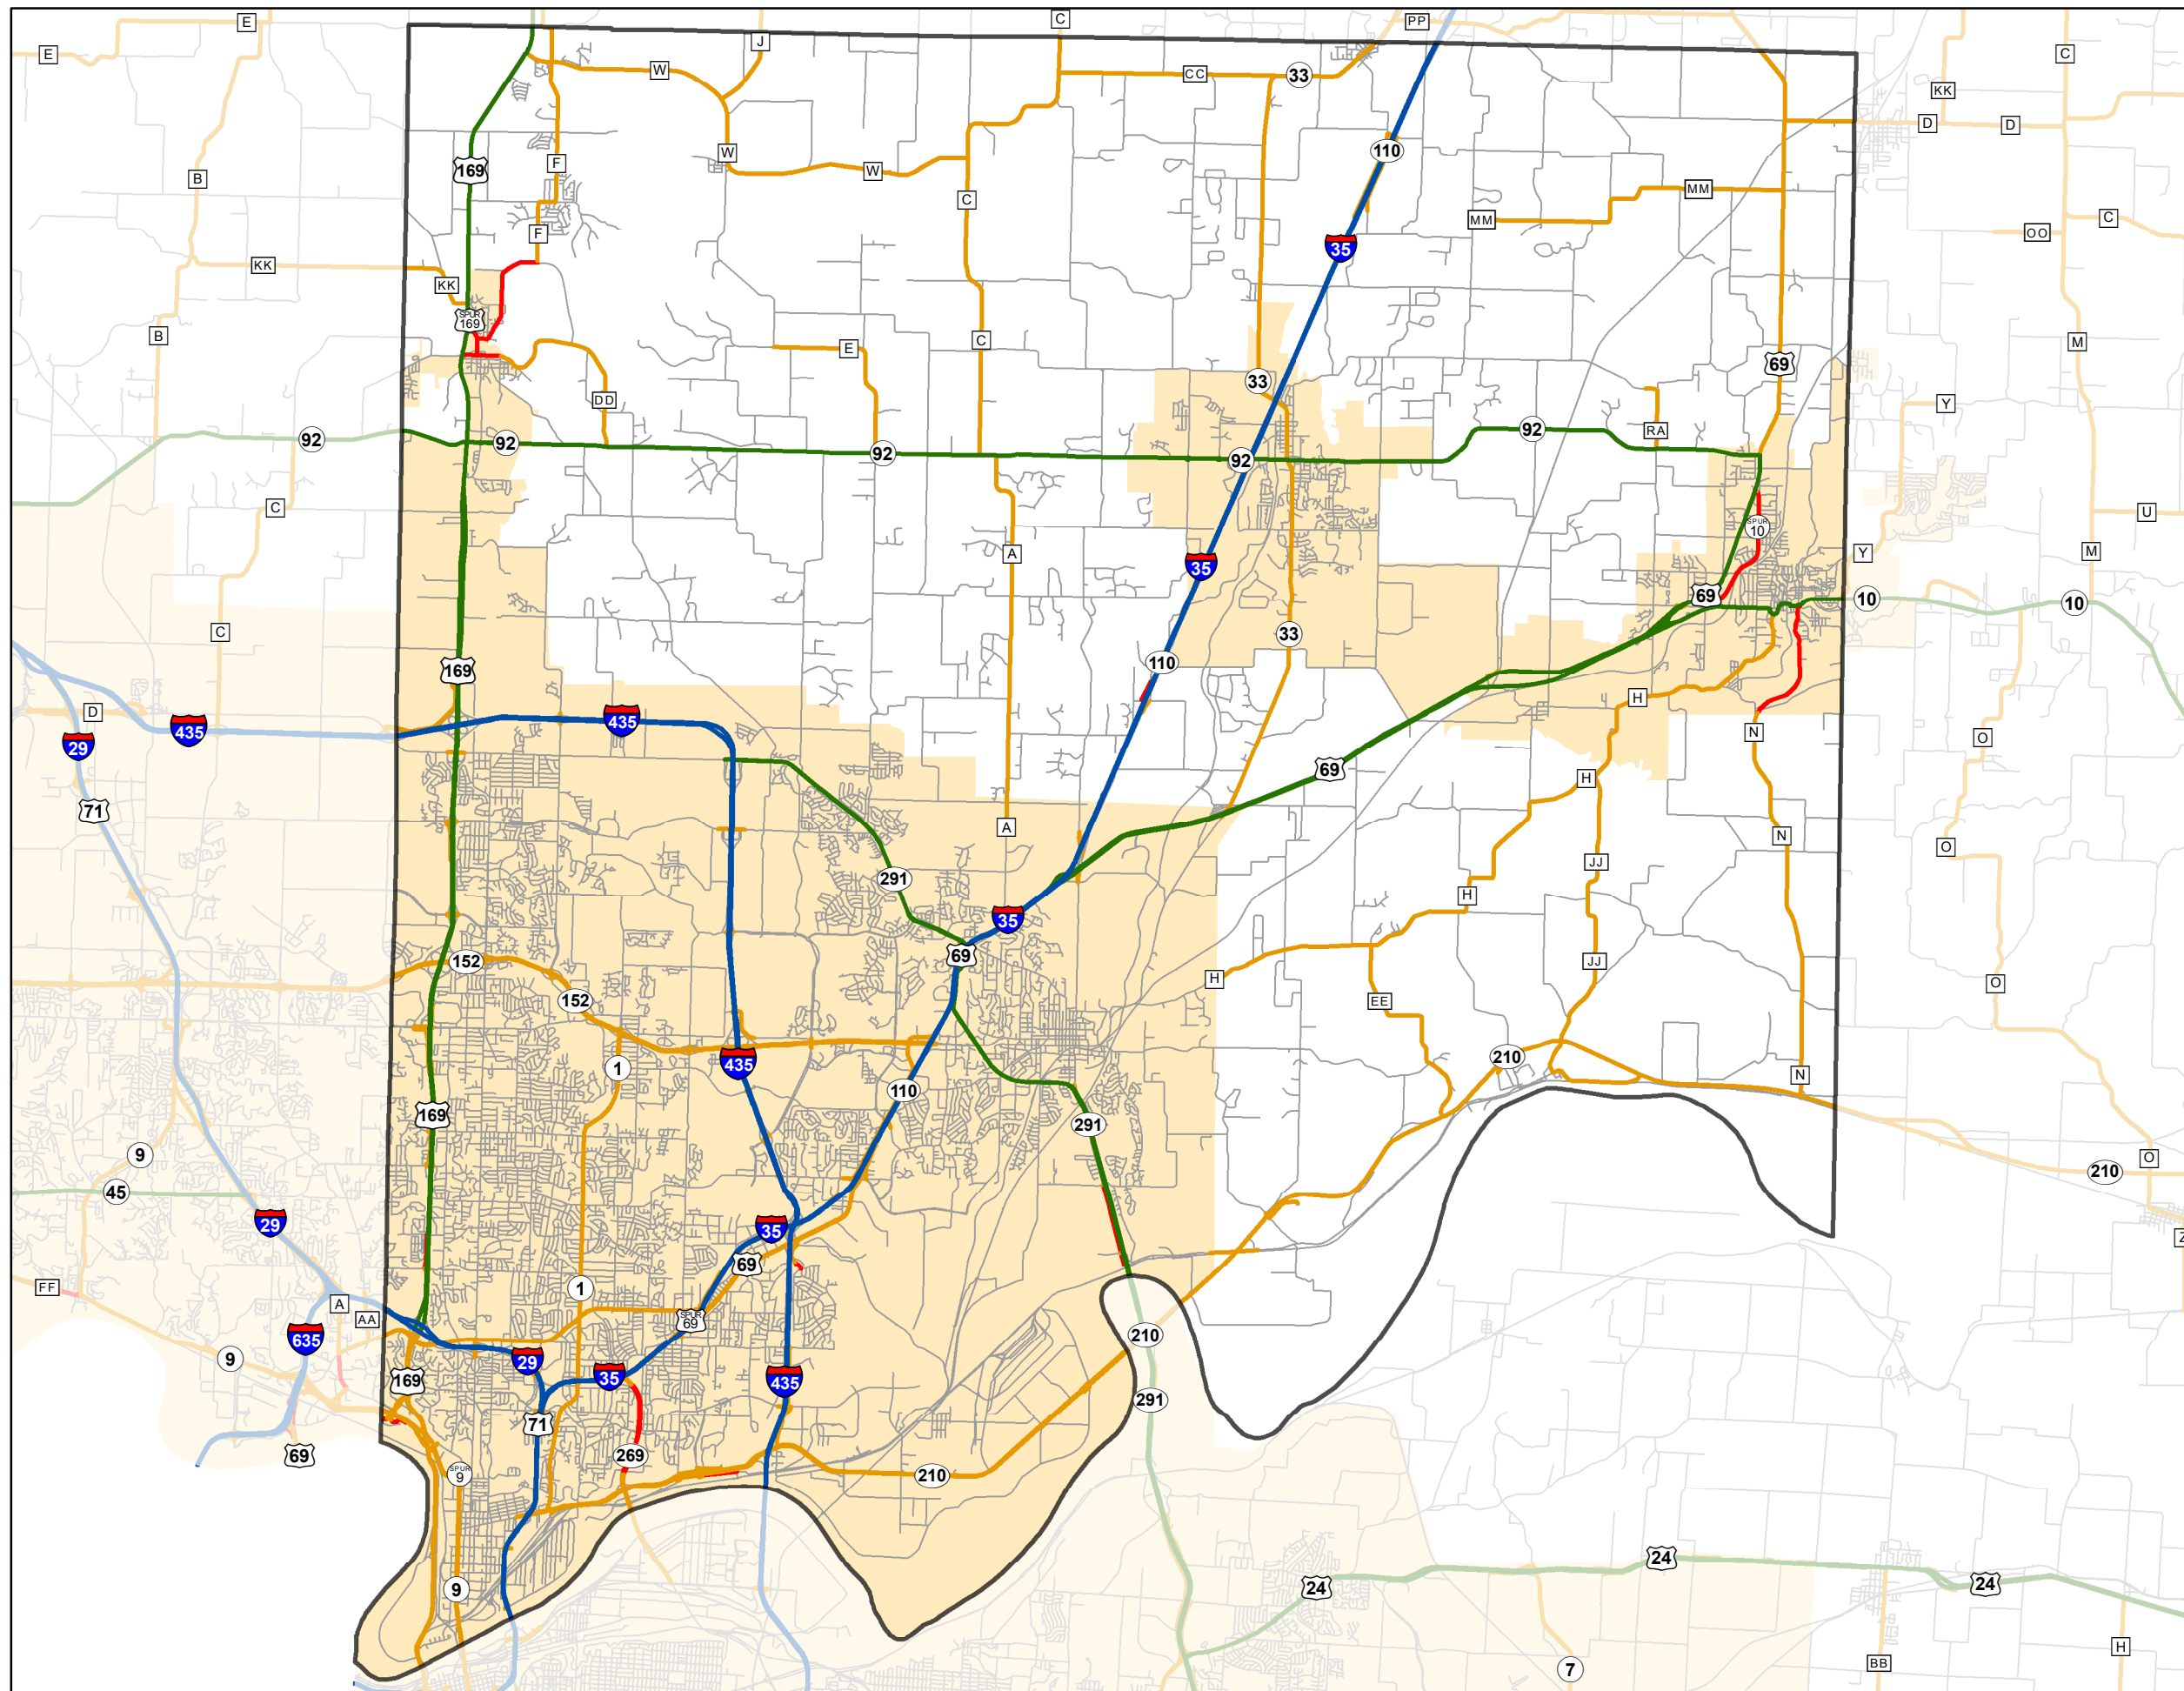 E
C
PP
J
E
W
CC
33
C
KK
D
D
W
110
F
169
W
B
MM
C
MM
C
OO
F
35
KK
KK
SPUR
169
B
C
E
M
69
33
DD
Y
RA
92
92
92
92
92
C
U
SPUR
10
A
Y
M
35
69
10
10
C
33
110
169
H
D
435
435
N
O
29
69
H
71
A
N
O
JJ
291
H
35
69
152
JJ
H
O
152
EE
210
435
1
N
110
169
291
9
O
210
45
29
35
Z
69
FF
1
A
AA
SPUR
69
210
635
9
29
35
435
169
291
71
69
269
SPUR
9
210
24
24
24
9
H
BB
7